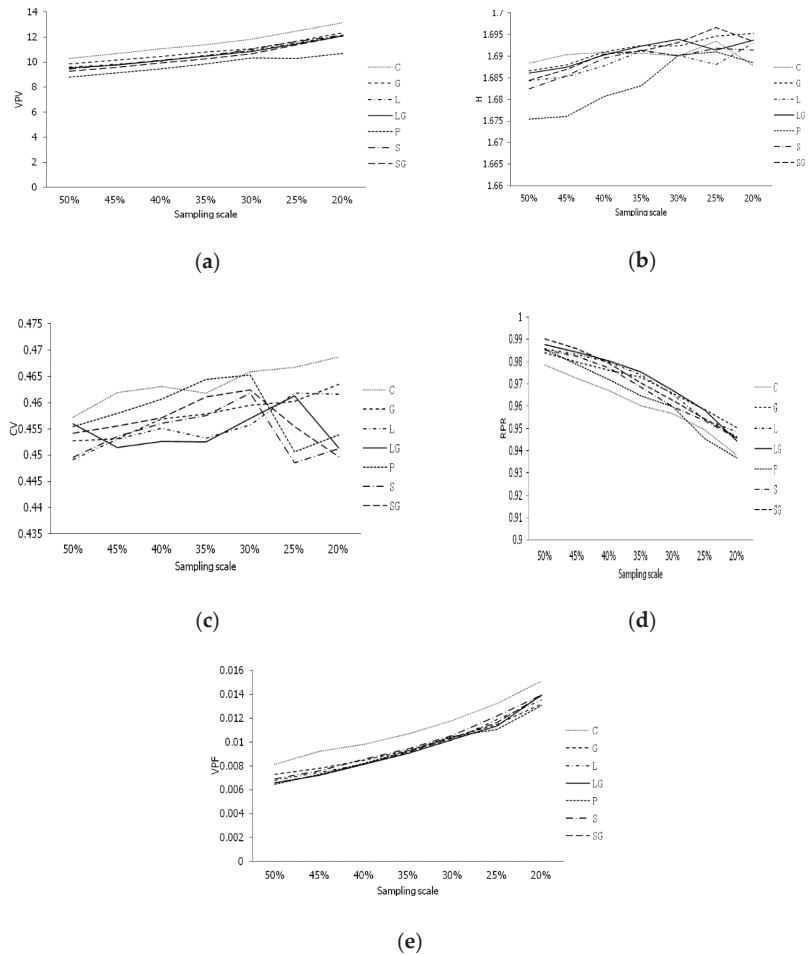 14
12
10
8
6
4
2
0
VPV
50% 45% 40% 35% 30% 25% 20%
Sampling scale
C
G
L
LG
P
S
SG
(a)
1.7
1.695
1.69
1.685
1.68
1.675
1.67
1.665
1.66
H
50% 45% 40% 35% 30% 25% 20%
Sampling scale
C
G
L
LG
P
S
SG
(b)
0.475
0.47
0.465
0.46
0.455
0.45
0.445
0.44
0.435
CV
50% 45% 40% 35% 30% 25% 20%
Sampling scale
C
G
L
LG
P
S
SG
(c)
1
0.99
0.98
0.97
0.96
0.95
0.94
0.93
0.92
0.91
0.9
RPR
50% 45% 40% 35% 30% 25% 20%
Sampling scale
C
G
L
LG
P
S
SG
(d)
0.016
0.014
0.012
0.01
0.008
0.006
0.004
0.002
0
VPF
50% 45% 40% 35% 30% 25% 20%
Sampling scale
C
G
L
LG
P
S
SG
(e)